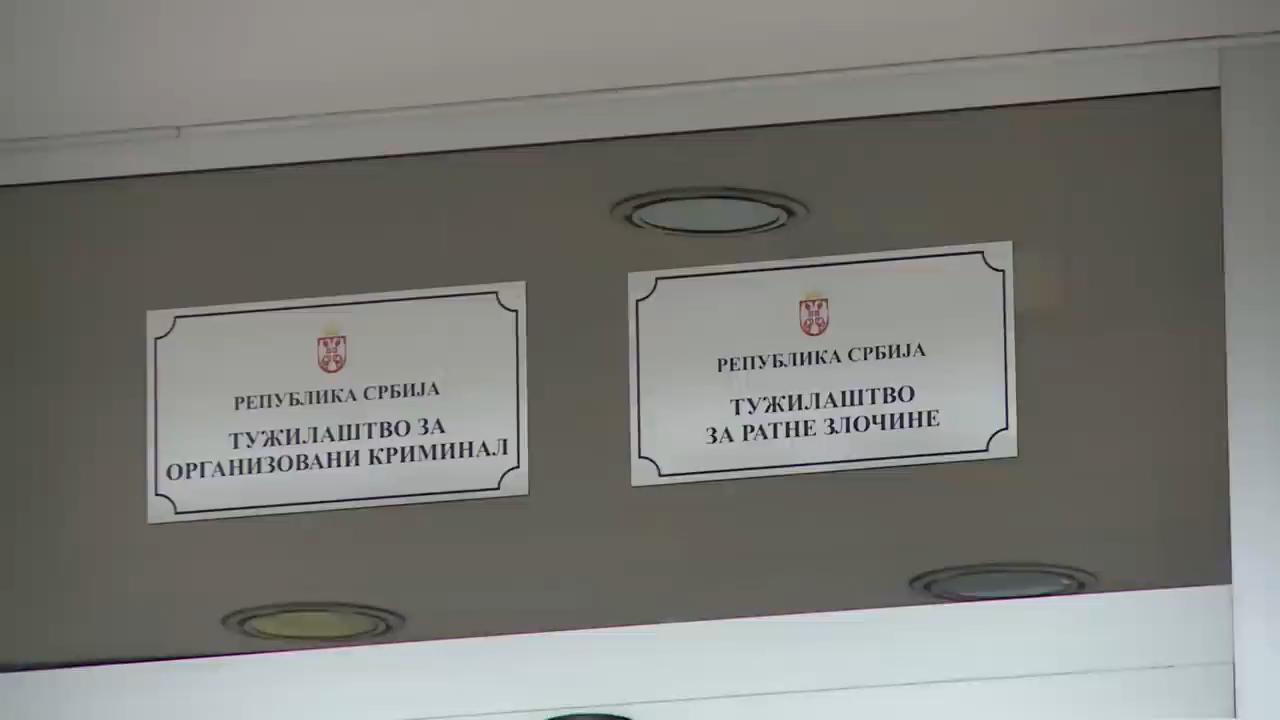 РЕПУБЛИКА СРБИЈА
ТУЖИЛАШТВО ЗА
ОРГАНИЗОВАНИ КРИМИНАЛ
РЕПУБЛИКА СРБИЈА
ТУЖИЛАШТВО
ЗА РАТНЕ ЗЛОЧИНЕ